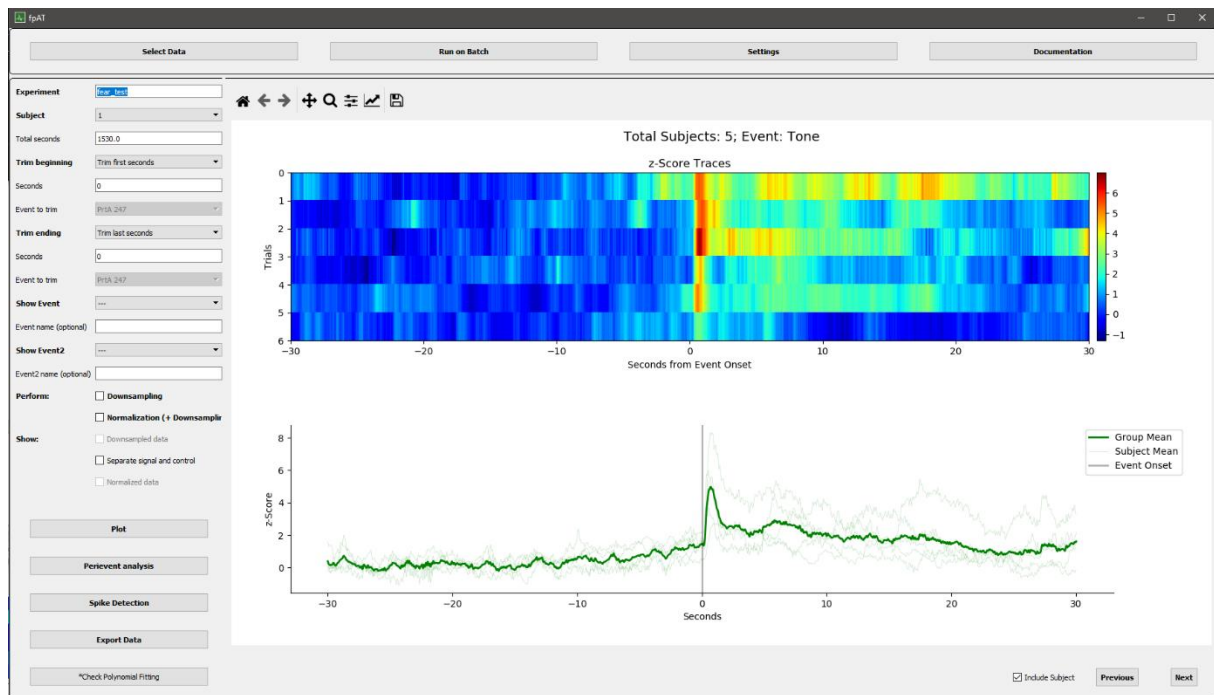 fpAT
Select Data
Run on Batch
Settings
Documentation
Experiment
fear_test
Subject
1
Total seconds
1530.0
Trim beginning
Trim first seconds
Seconds
0
Event to trim
PrtA 247
Trim ending
Trim last seconds
Seconds
0
Event to trim
PrtA 247
Show Event
---
Event name (optional)
Show Event2
---
Event2 name (optional)
Perform:
Downsampling
Normalization (+ Downsamplin
Show:
Downsampled data
Separate signal and control
Normalized data
Plot
Perievent analysis
Spike Detection
Export Data
*Check Polynomial Fitting
Total Subjects: 5; Event: Tone
z-Score Traces
Trials
0
1
2
3
4
5
6
−30
−20
−10
0
10
20
30
Seconds from Event Onset
6
5
4
3
2
1
0
−1
z-Score
8
6
4
2
0
−30
−20
−10
0
10
20
30
Seconds
Group Mean
Subject Mean
Event Onset
Include Subject
Previous
Next